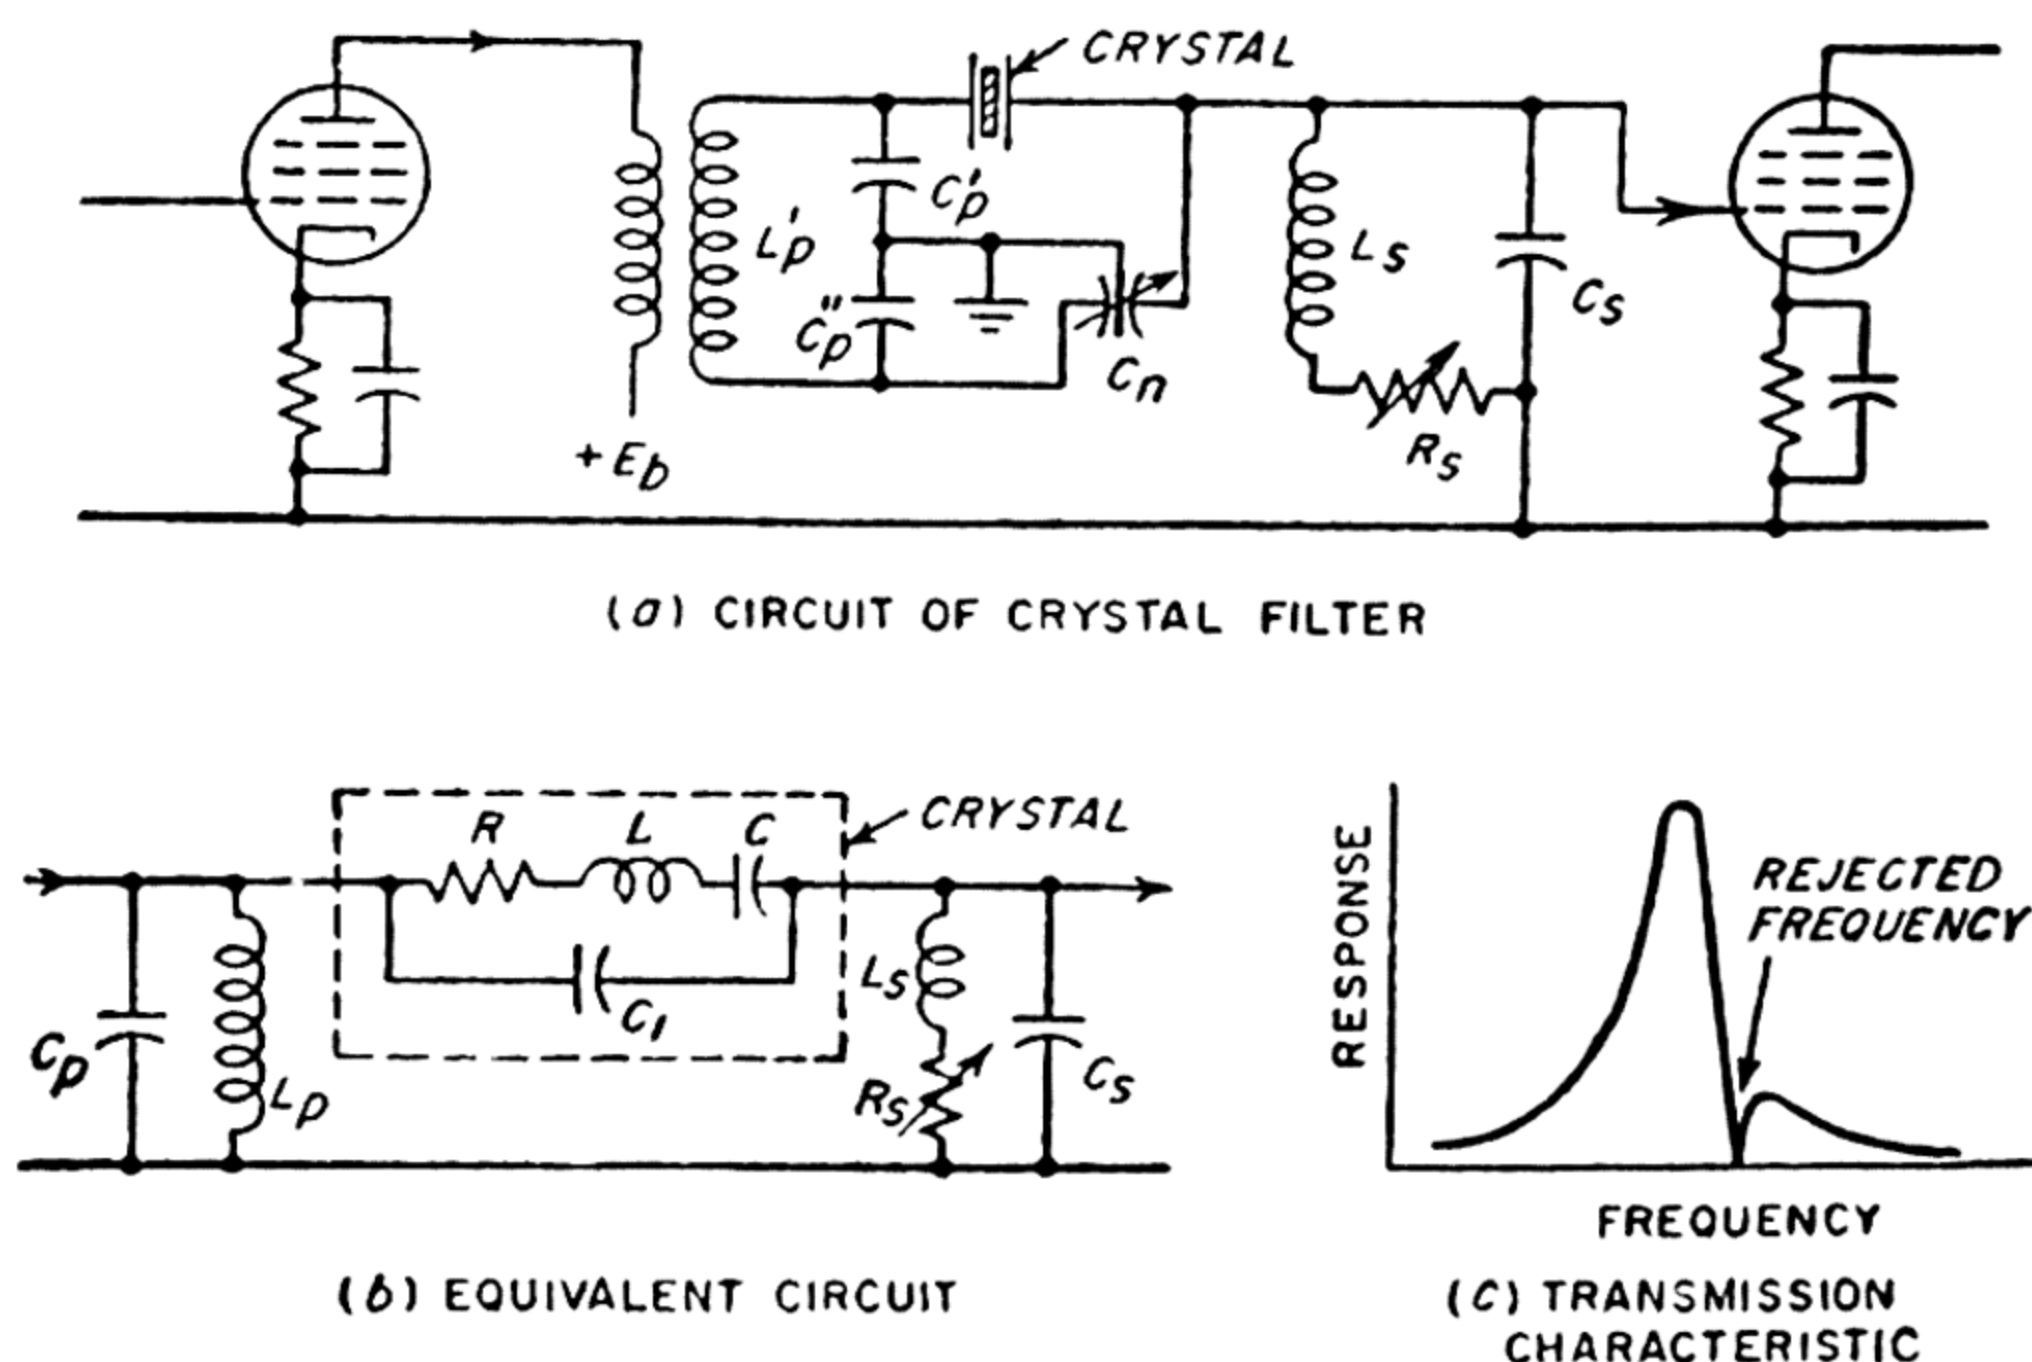 CRYSTAL
C'p
L'p
C"p
Cn
Ls
Cs
Rs
+Eb
(a) CIRCUIT OF CRYSTAL FILTER
R
L
C
CRYSTAL
C1
Cp
Lp
Ls
Rs
Cs
(b) EQUIVALENT CIRCUIT
RESPONSE
REJECTED
FREQUENCY
FREQUENCY
(c) TRANSMISSION
CHARACTERISTIC